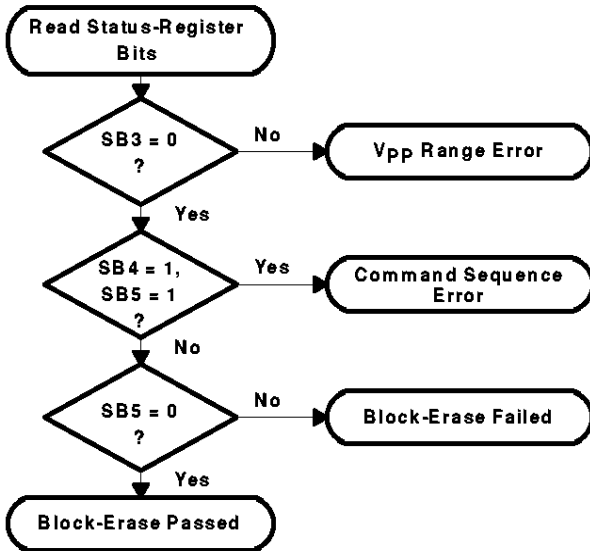 Read Status-Register
Bits
SB3 = 0
?
No
VPP Range Error
Yes
SB4 = 1,
SB5 = 1
?
Yes
Command Sequence
Error
No
SB5 = 0
?
No
Block-Erase Failed
Yes
Block-Erase Passed